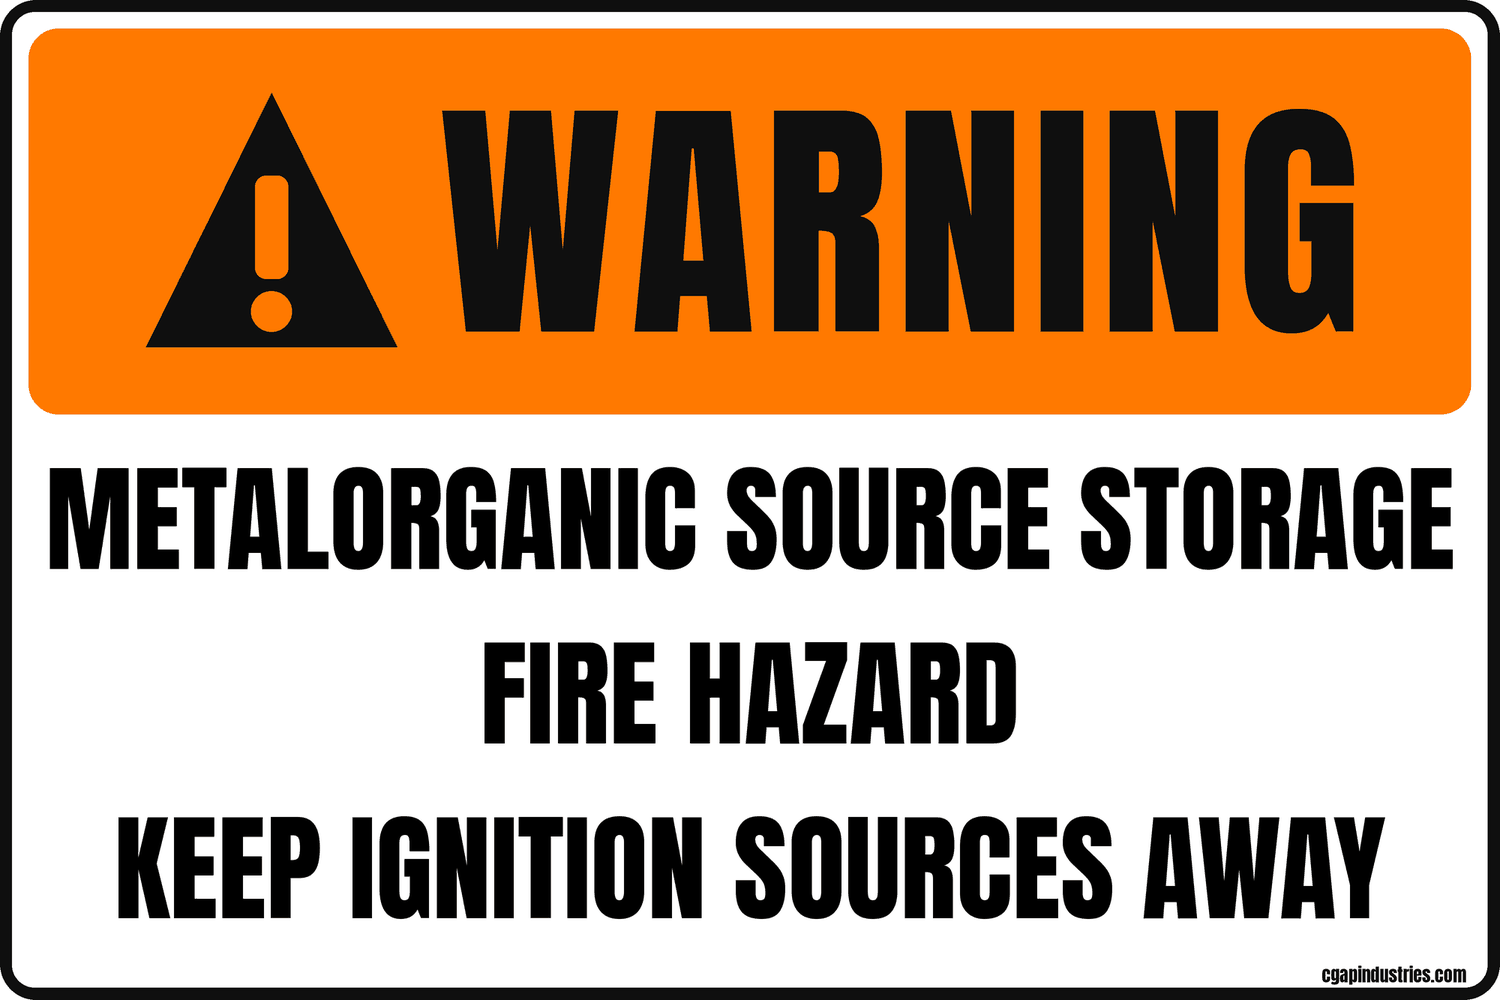 WARNING
METALORGANIC SOURCE STORAGE
FIRE HAZARD
KEEP IGNITION SOURCES AWAY
cgapindustries.com